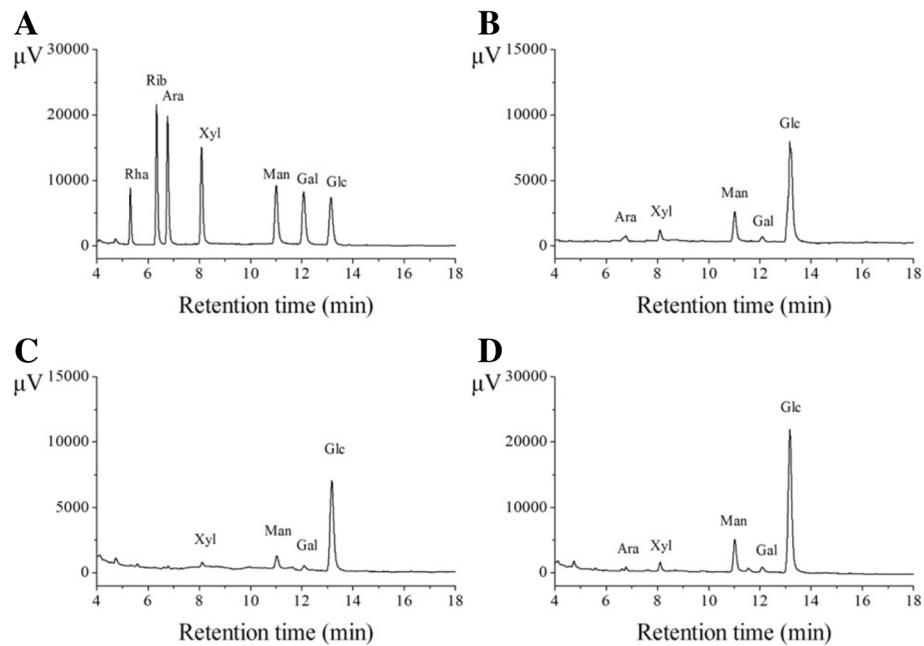 A
μV
30000
20000
10000
0
Rha
Rib
Ara
Xyl
Man
Gal
Glc
4 6 8 10 12 14 16 18
Retention time (min)
B
μV
15000
10000
5000
0
Ara
Xyl
Man
Gal
Glc
4 6 8 10 12 14 16 18
Retention time (min)
C
μV
15000
10000
5000
0
Xyl
Man
Gal
Glc
4 6 8 10 12 14 16 18
Retention time (min)
D
μV
30000
20000
10000
0
Ara
Xyl
Man
Gal
Glc
4 6 8 10 12 14 16 18
Retention time (min)